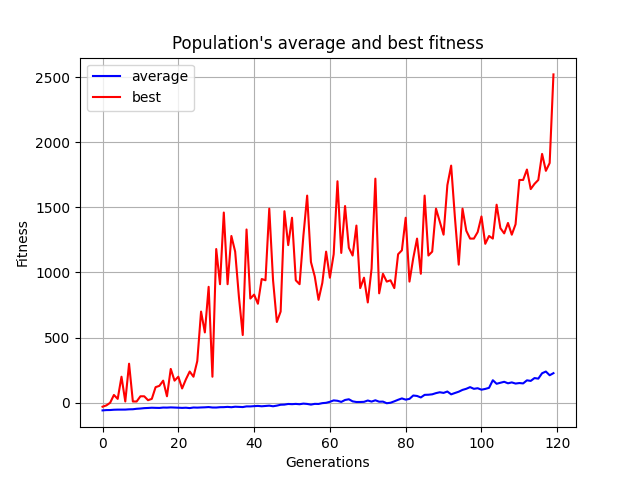 Population's average and best fitness
average
best
2500
2000
1500
1000
500
0
Fitness
0 20 40 60 80 100 120
Generations